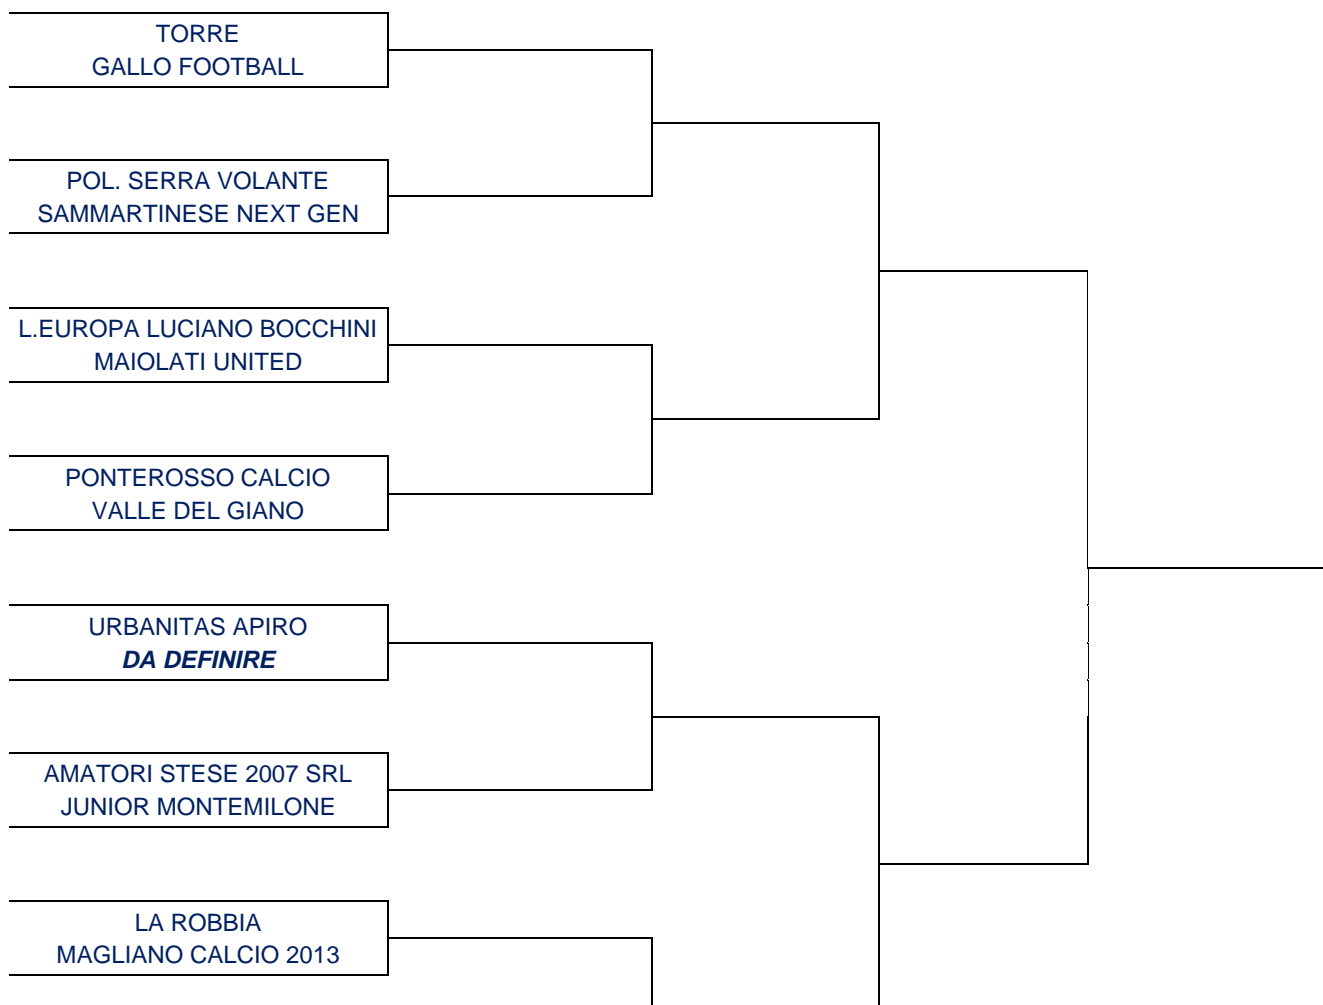 TORRE
GALLO FOOTBALL
POL. SERRA VOLANTE
SAMMARTINESE NEXT GEN
L.EUROPA LUCIANO BOCCHINI
MAIOLATI UNITED
PONTEROSSO CALCIO
VALLE DEL GIANO
URBANITAS APIRO
DA DEFINIRE
AMATORI STESE 2007 SRL
JUNIOR MONTEMILONE
LA ROBBIA
MAGLIANO CALCIO 2013